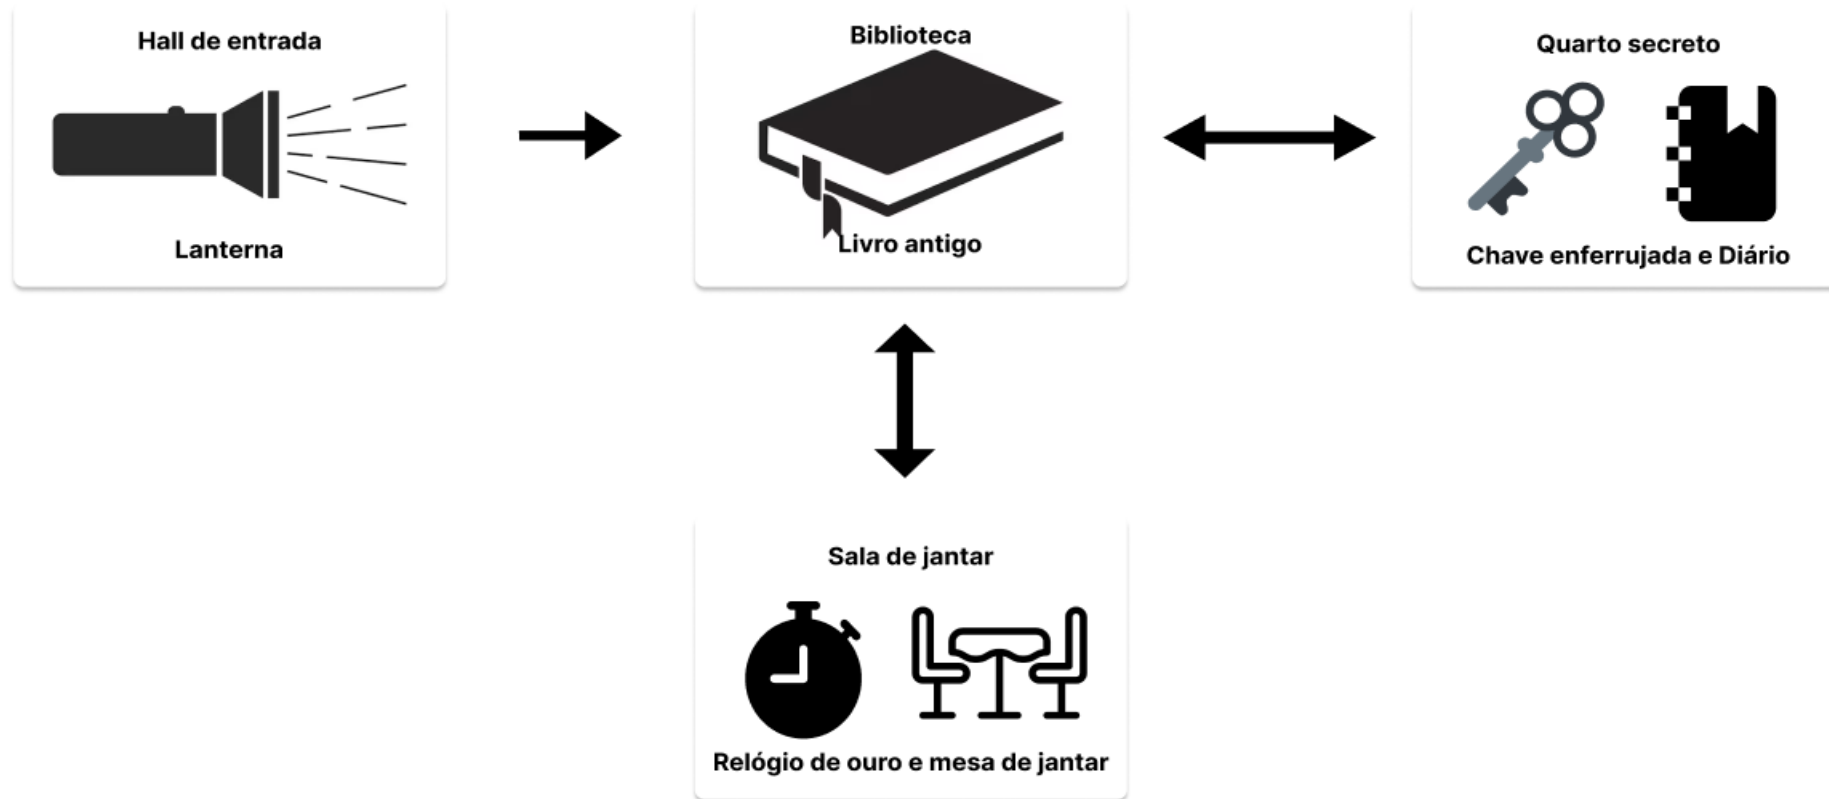 Hall de entrada
Lanterna
Biblioteca
Livro antigo
Quarto secreto
Chave enferrujada e Diário
Sala de jantar
Relógio de ouro e mesa de jantar